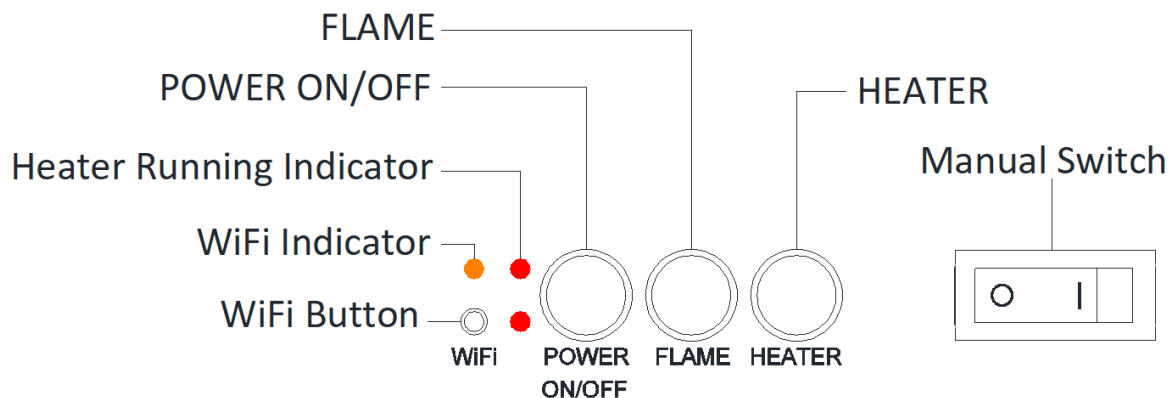 FLAME
POWER ON/OFF
HEATER
Heater Running Indicator
Manual Switch
WiFi Indicator
WiFi Button
WiFi
POWER
ON/OFF
FLAME
HEATER
O I